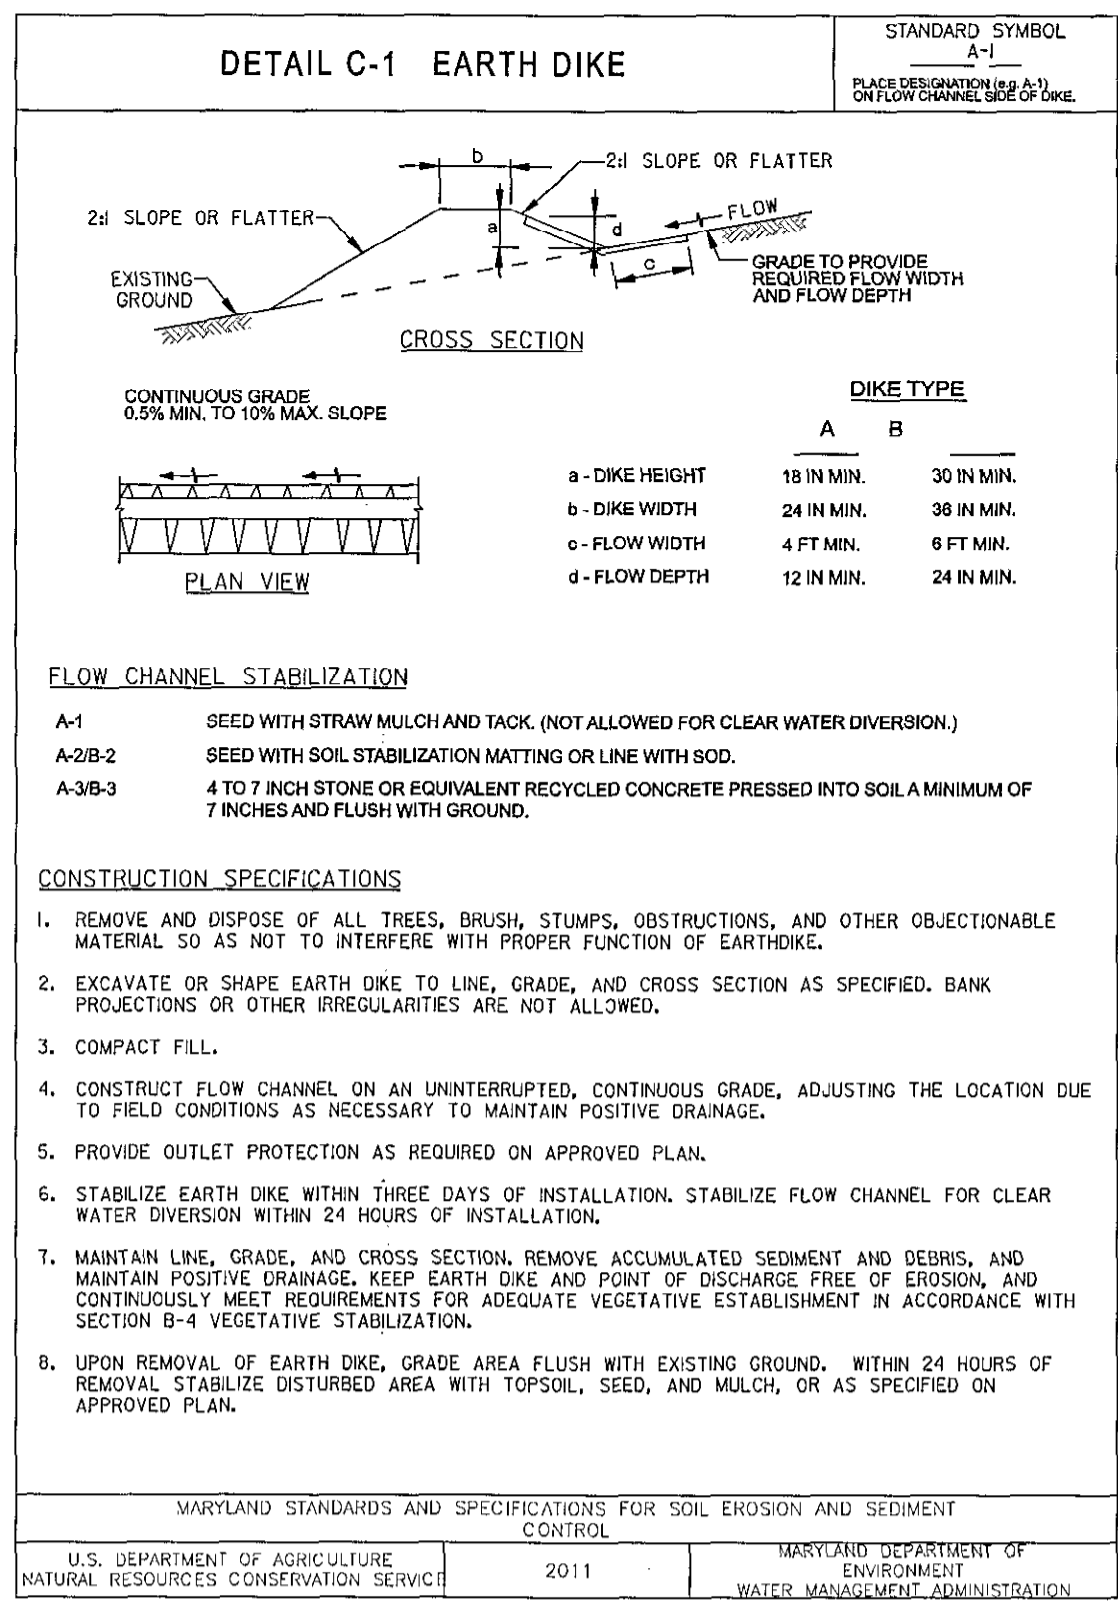 DETAIL C-1 EARTH DIKE
STANDARD SYMBOL
A-I
PLACE DESIGNATION (e.g. A-1)
ON FLOW CHANNEL SIDE OF DIKE.
b
2:I SLOPE OR FLATTER
2:I SLOPE OR FLATTER
a
d
FLOW
c
EXISTING
GROUND
GRADE TO PROVIDE
REQUIRED FLOW WIDTH
AND FLOW DEPTH
CROSS SECTION
CONTINUOUS GRADE
0.5% MIN. TO 10% MAX. SLOPE
PLAN VIEW
DIKE TYPE
A B
a - DIKE HEIGHT 18 IN MIN. 30 IN MIN.
b - DIKE WIDTH 24 IN MIN. 36 IN MIN.
c - FLOW WIDTH 4 FT MIN. 6 FT MIN.
d - FLOW DEPTH 12 IN MIN. 24 IN MIN.
FLOW CHANNEL STABILIZATION
A-1 SEED WITH STRAW MULCH AND TACK. (NOT ALLOWED FOR CLEAR WATER DIVERSION.)
A-2/B-2 SEED WITH SOIL STABILIZATION MATTING OR LINE WITH SOD.
A-3/B-3 4 TO 7 INCH STONE OR EQUIVALENT RECYCLED CONCRETE PRESSED INTO SOIL A MINIMUM OF
7 INCHES AND FLUSH WITH GROUND.
CONSTRUCTION SPECIFICATIONS
I. REMOVE AND DISPOSE OF ALL TREES, BRUSH, STUMPS, OBSTRUCTIONS, AND OTHER OBJECTIONABLE
MATERIAL SO AS NOT TO INTERFERE WITH PROPER FUNCTION OF EARTHDIKE.
2. EXCAVATE OR SHAPE EARTH DIKE TO LINE, GRADE, AND CROSS SECTION AS SPECIFIED. BANK
PROJECTIONS OR OTHER IRREGULARITIES ARE NOT ALLOWED.
3. COMPACT FILL.
4. CONSTRUCT FLOW CHANNEL ON AN UNINTERRUPTED, CONTINUOUS GRADE, ADJUSTING THE LOCATION DUE
TO FIELD CONDITIONS AS NECESSARY TO MAINTAIN POSITIVE DRAINAGE.
5. PROVIDE OUTLET PROTECTION AS REQUIRED ON APPROVED PLAN.
6. STABILIZE EARTH DIKE WITHIN THREE DAYS OF INSTALLATION. STABILIZE FLOW CHANNEL FOR CLEAR
WATER DIVERSION WITHIN 24 HOURS OF INSTALLATION.
7. MAINTAIN LINE, GRADE, AND CROSS SECTION. REMOVE ACCUMULATED SEDIMENT AND DEBRIS, AND
MAINTAIN POSITIVE DRAINAGE. KEEP EARTH DIKE AND POINT OF DISCHARGE FREE OF EROSION, AND
CONTINUOUSLY MEET REQUIREMENTS FOR ADEQUATE VEGETATIVE ESTABLISHMENT IN ACCORDANCE WITH
SECTION B-4 VEGETATIVE STABILIZATION.
8. UPON REMOVAL OF EARTH DIKE, GRADE AREA FLUSH WITH EXISTING GROUND. WITHIN 24 HOURS OF
REMOVAL STABILIZE DISTURBED AREA WITH TOPSOIL, SEED, AND MULCH, OR AS SPECIFIED ON
APPROVED PLAN.
MARYLAND STANDARDS AND SPECIFICATIONS FOR SOIL EROSION AND SEDIMENT
CONTROL
U.S. DEPARTMENT OF AGRICULTURE
NATURAL RESOURCES CONSERVATION SERVICE
2011
MARYLAND DEPARTMENT OF
ENVIRONMENT
WATER MANAGEMENT ADMINISTRATION